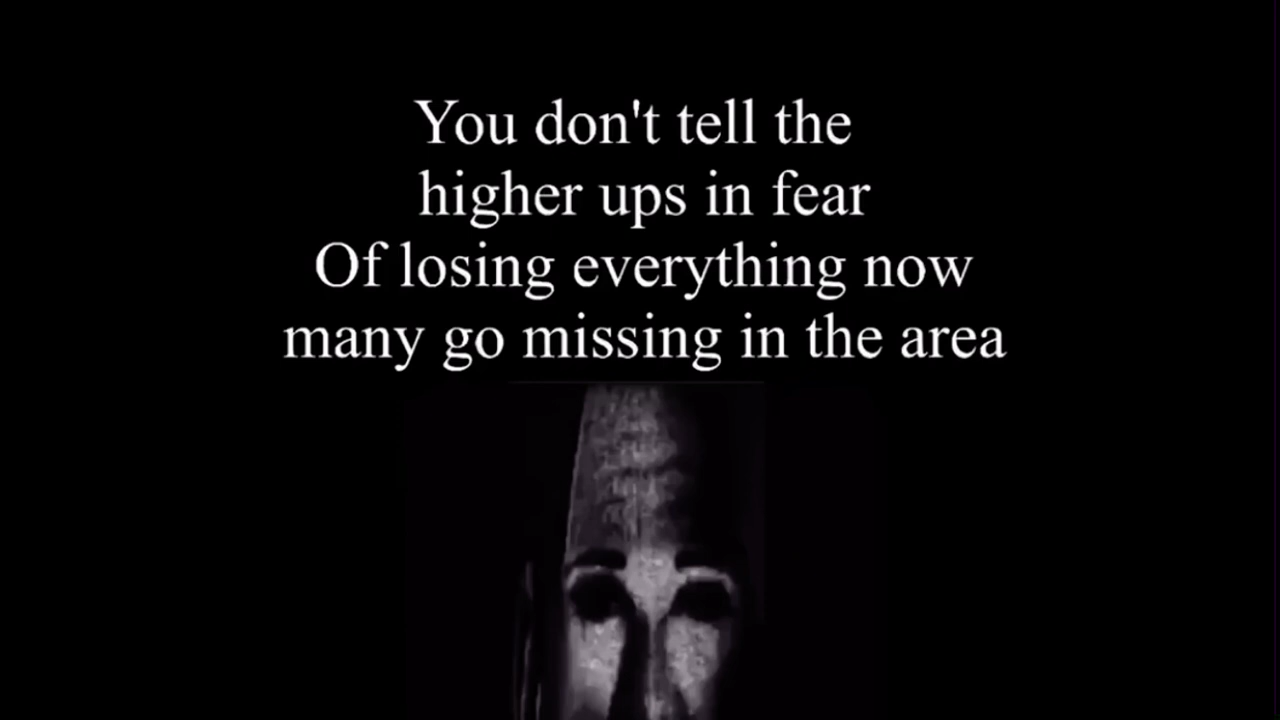 You don't tell the
higher ups in fear
Of losing everything now
many go missing in the area